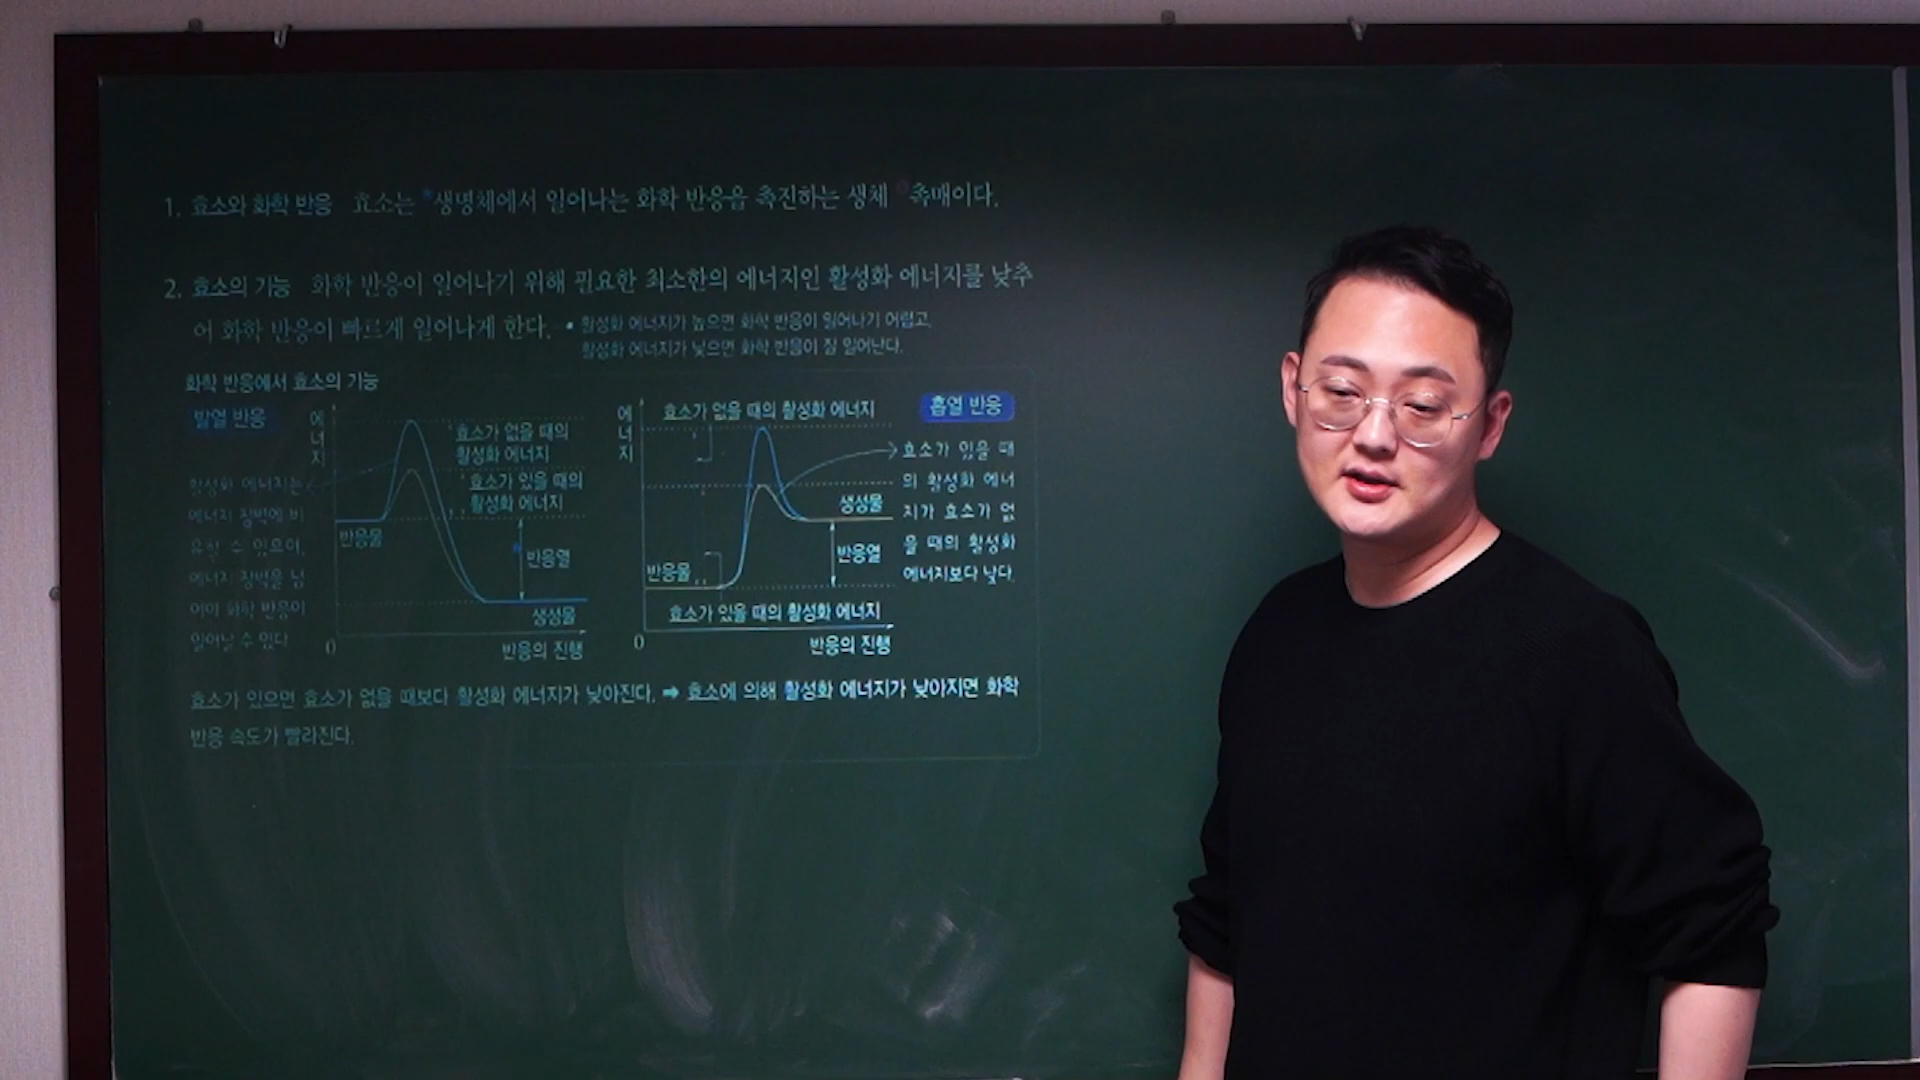 1. 효소와 화학 반응 효소는 *생명체에서 일어나는 화학 반응을 촉진하는 생체 촉매이다.
2. 효소의 기능 화학 반응이 일어나기 위해 필요한 최소한의 에너지인 활성화 에너지를 낮추
어 화학 반응이 빠르게 일어나게 한다.
• 활성화 에너지가 높으면 화학 반응이 일어나기 어렵고,
활성화 에너지가 낮으면 화학 반응이 잘 일어난다.
화학 반응에서 효소의 기능
발열 반응
활성화 에너지는
에너지 장벽에 비
유할 수 있으며,
에너지 장벽을 넘
어야 화학 반응이
일어날 수 있다
에너지
효소가 없을 때의
활성화 에너지
효소가 있을 때의
활성화 에너지
반응물
반응열
생성물
0
반응의 진행
흡열 반응
에너지
효소가 없을 때의 활성화 에너지
효소가 있을 때
의 활성화 에너
지가 효소가 없
을 때의 활성화
에너지보다 낮다.
생성물
반응열
반응물
효소가 있을 때의 활성화 에너지
0
반응의 진행
효소가 있으면 효소가 없을 때보다 활성화 에너지가 낮아진다. ➡ 효소에 의해 활성화 에너지가 낮아지면 화학
반응 속도가 빨라진다.